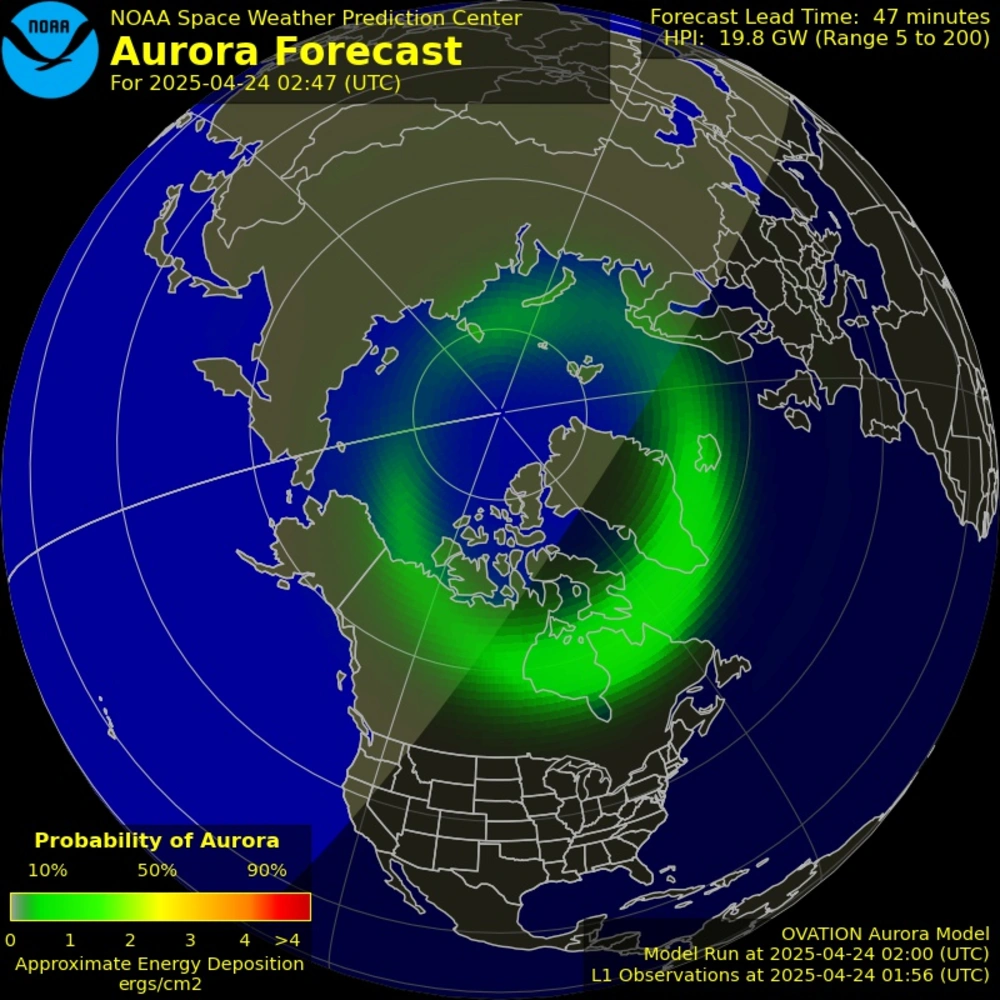 NOAA
NOAA Space Weather Prediction Center
Aurora Forecast
For 2025-04-24 02:47 (UTC)
Forecast Lead Time: 47 minutes
HPI: 19.8 GW (Range 5 to 200)
Probability of Aurora
10% 50% 90%
0 1 2 3 4 >4
Approximate Energy Deposition
ergs/cm2
OVATION Aurora Model
Model Run at 2025-04-24 02:00 (UTC)
L1 Observations at 2025-04-24 01:56 (UTC)